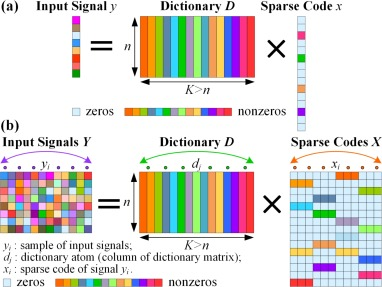 (a) Input Signal y Dictionary D Sparse Code x
n
=
×
K>n
zeros nonzeros
(b) Input Signals Y Dictionary D Sparse Codes X
yi dj xi
n
=
×
K>n
yi : sample of input signals;
dj : dictionary atom (column of dictionary matrix);
xi : sparse code of signal yi .
zeros nonzeros